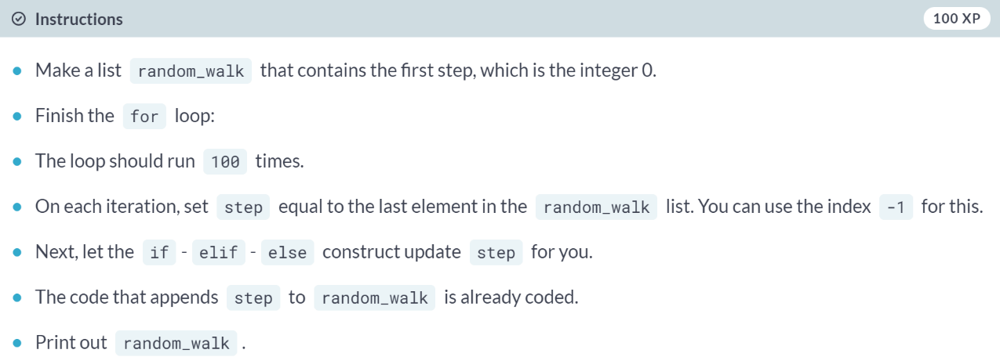 Instructions
100 XP
Make a list random_walk that contains the first step, which is the integer 0.
Finish the for loop:
The loop should run 100 times.
On each iteration, set step equal to the last element in the random_walk list. You can use the index -1 for this.
Next, let the if - elif - else construct update step for you.
The code that appends step to random_walk is already coded.
Print out random_walk .